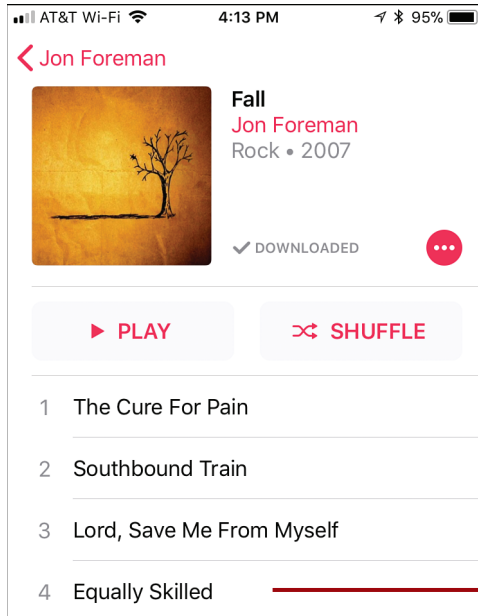 AT&T Wi-Fi 4:13 PM 95%
Jon Foreman
Fall
Jon Foreman
Rock • 2007
DOWNLOADED
PLAY SHUFFLE
1 The Cure For Pain
2 Southbound Train
3 Lord, Save Me From Myself
4 Equally Skilled